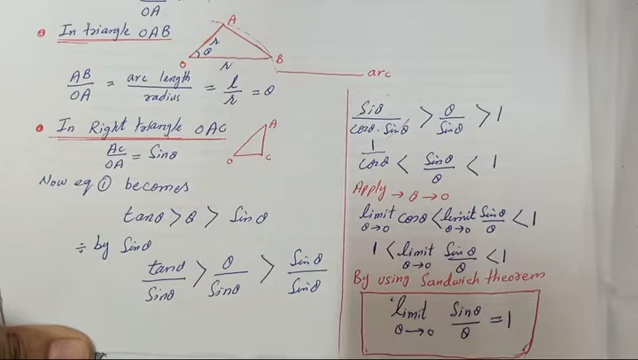 OA
• In triangle OAB
A
r
θ
O
r
B
arc
AB/OA = arc length/radius = l/r = θ
• In Right triangle OAC
AC/OA = Sinθ
A
O
C
Now eq ① becomes
tanθ > θ > Sinθ
÷ by Sinθ
tanθ/Sinθ > θ/Sinθ > Sinθ/Sinθ
Siθ/cosθ·Sinθ > θ/Sinθ > 1
1/cosθ < Sinθ/θ < 1
Apply → θ → 0
limit θ→0 cosθ < limit θ→0 Sinθ/θ < 1
1 < limit θ→0 Sinθ/θ < 1
By using Sandwich theorem
limit θ→0 Sinθ/θ = 1